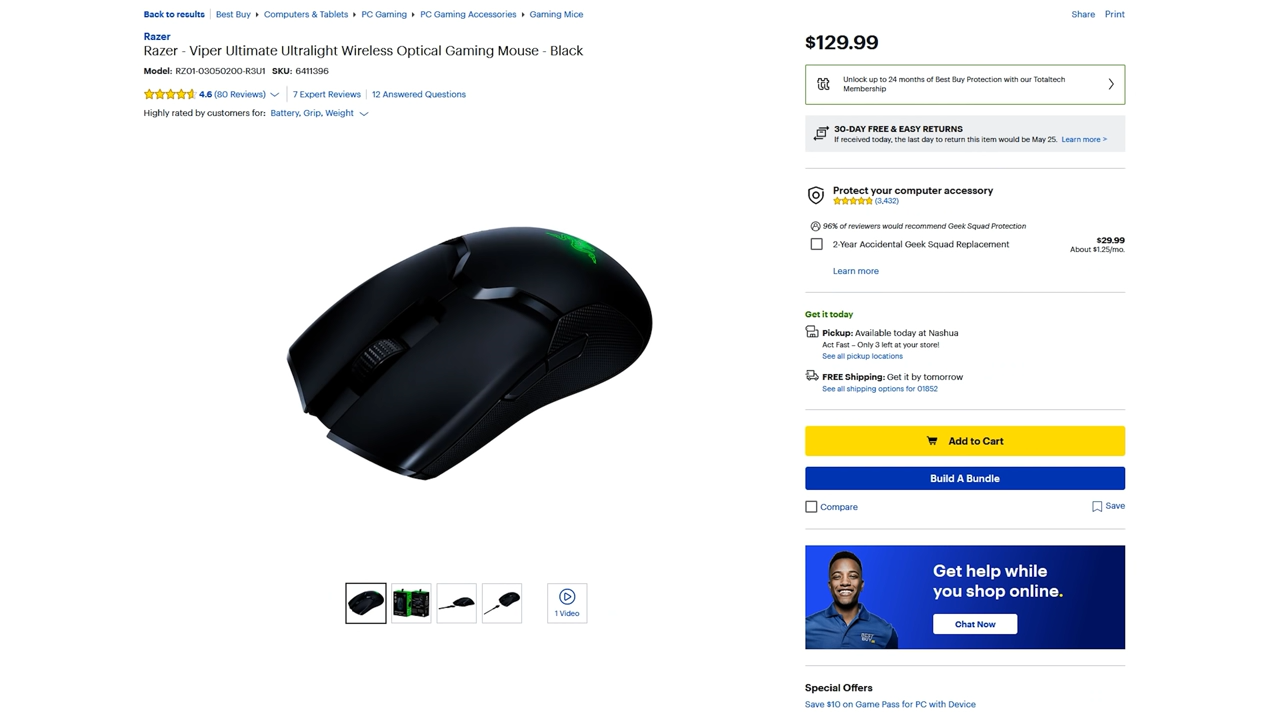 Back to results Best Buy Computers & Tablets PC Gaming PC Gaming Accessories Gaming Mice
Share Print
Razer
Razer - Viper Ultimate Ultralight Wireless Optical Gaming Mouse - Black
Model: RZ01-03050200-R3U1 SKU: 6411396
4.6 (80 Reviews) 7 Expert Reviews 12 Answered Questions
Highly rated by customers for: Battery, Grip, Weight
1 Video
$129.99
Unlock up to 24 months of Best Buy Protection with our Totaltech
Membership
30-DAY FREE & EASY RETURNS
If received today, the last day to return this item would be May 25. Learn more >
Protect your computer accessory
(3,432)
96% of reviewers would recommend Geek Squad Protection
2-Year Accidental Geek Squad Replacement
$29.99
About $1.25/mo.
Learn more
Get it today
Pickup: Available today at Nashua
Act Fast – Only 3 left at your store!
See all pickup locations
FREE Shipping: Get it by tomorrow
See all shipping options for 01852
Add to Cart
Build A Bundle
Compare
Save
Get help while
you shop online.
Chat Now
BEST
BUY
Special Offers
Save $10 on Game Pass for PC with Device